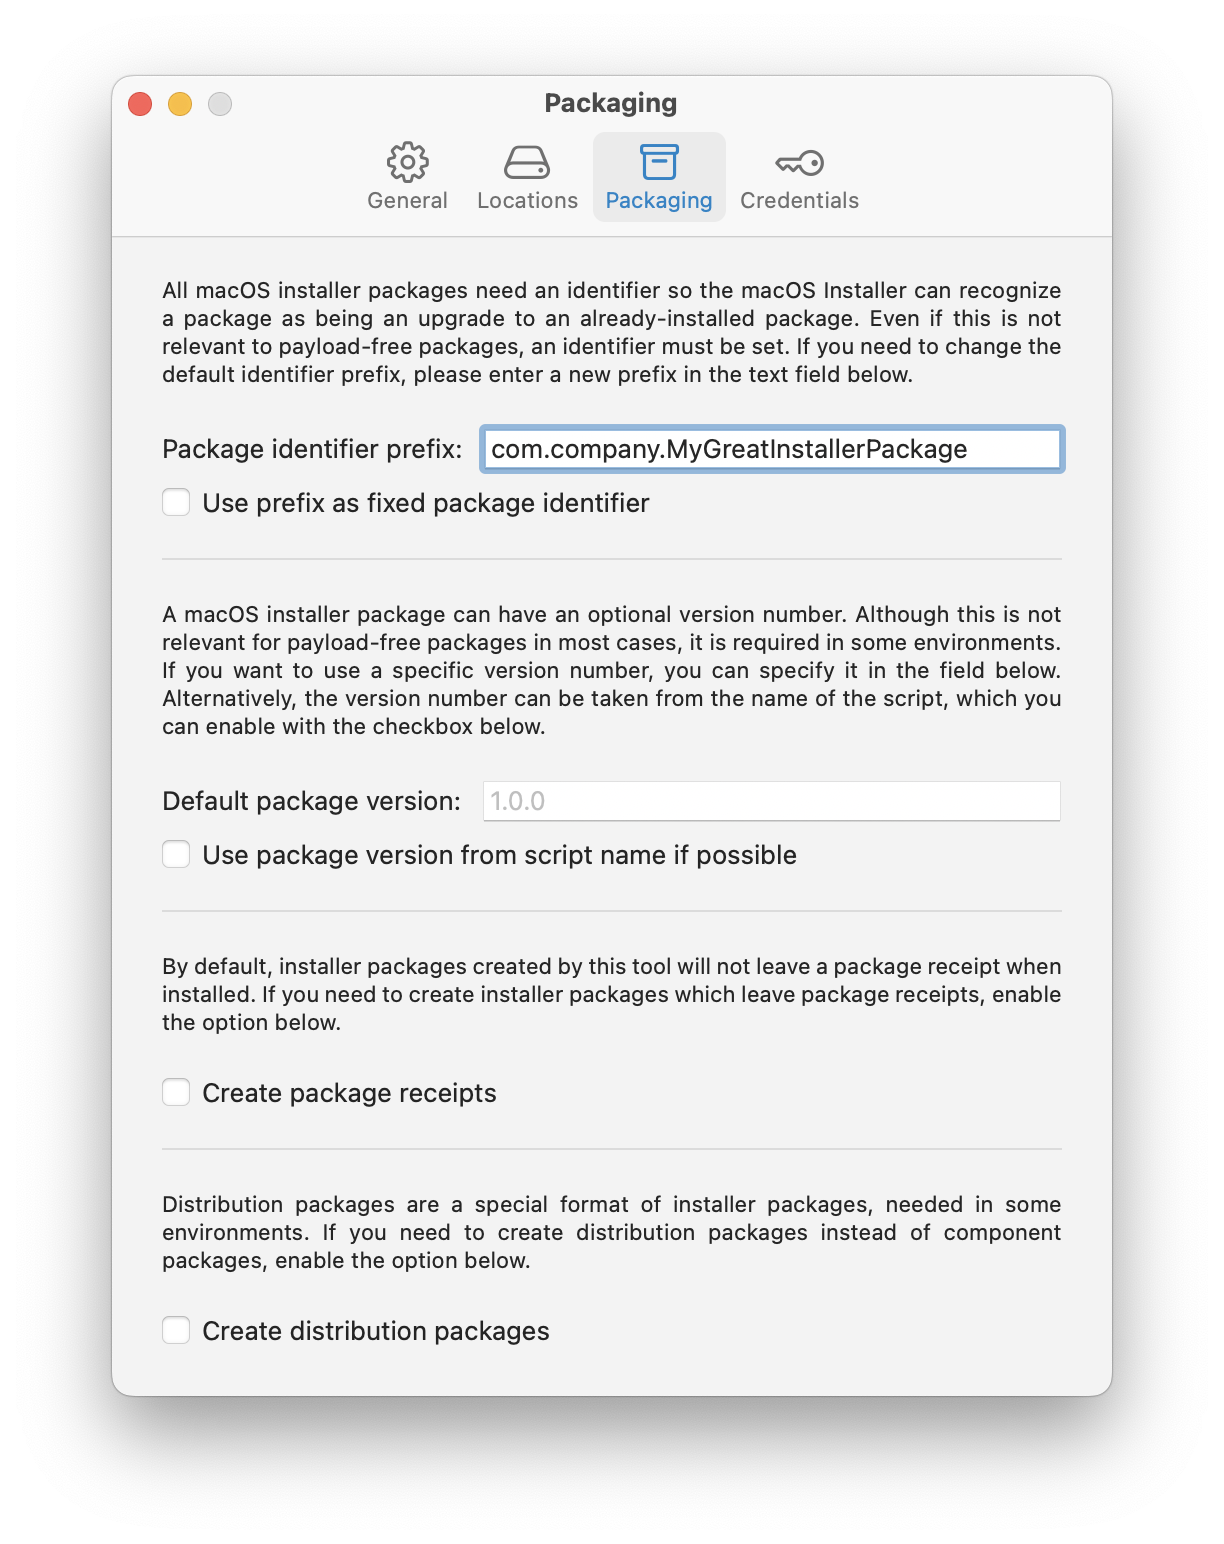 Packaging
General
Locations
Packaging
Credentials
All macOS installer packages need an identifier so the macOS Installer can recognize
a package as being an upgrade to an already-installed package. Even if this is not
relevant to payload-free packages, an identifier must be set. If you need to change the
default identifier prefix, please enter a new prefix in the text field below.
Package identifier prefix: com.company.MyGreatInstallerPackage
Use prefix as fixed package identifier
A macOS installer package can have an optional version number. Although this is not
relevant for payload-free packages in most cases, it is required in some environments.
If you want to use a specific version number, you can specify it in the field below.
Alternatively, the version number can be taken from the name of the script, which you
can enable with the checkbox below.
Default package version: 1.0.0
Use package version from script name if possible
By default, installer packages created by this tool will not leave a package receipt when
installed. If you need to create installer packages which leave package receipts, enable
the option below.
Create package receipts
Distribution packages are a special format of installer packages, needed in some
environments. If you need to create distribution packages instead of component
packages, enable the option below.
Create distribution packages